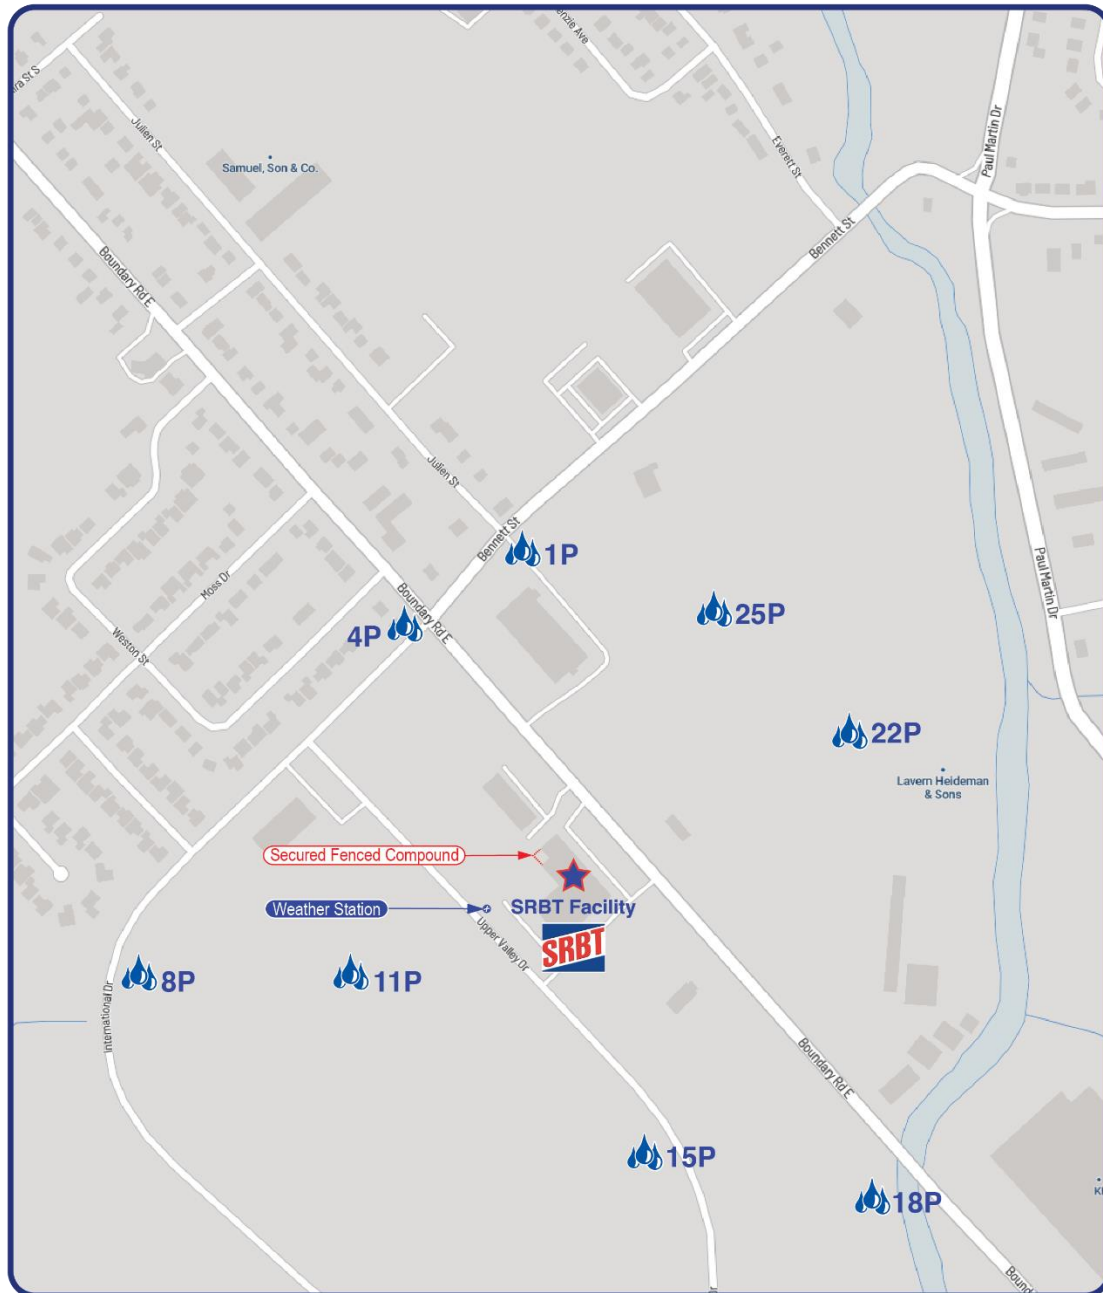 Julien St
Samuel, Son & Co.
Everett St
Paul Martin Dr
Bennett St
Boundary Rd E
Julien St
Bennett St
1P
Moss Dr
Boundary Rd E
4P
25P
Paul Martin Dr
Weston St
22P
Lavern Heideman
& Sons
Secured Fenced Compound
Weather Station
SRBT Facility
SRBT
Upper Valley Dr
8P
11P
International Dr
Boundary Rd E
15P
18P